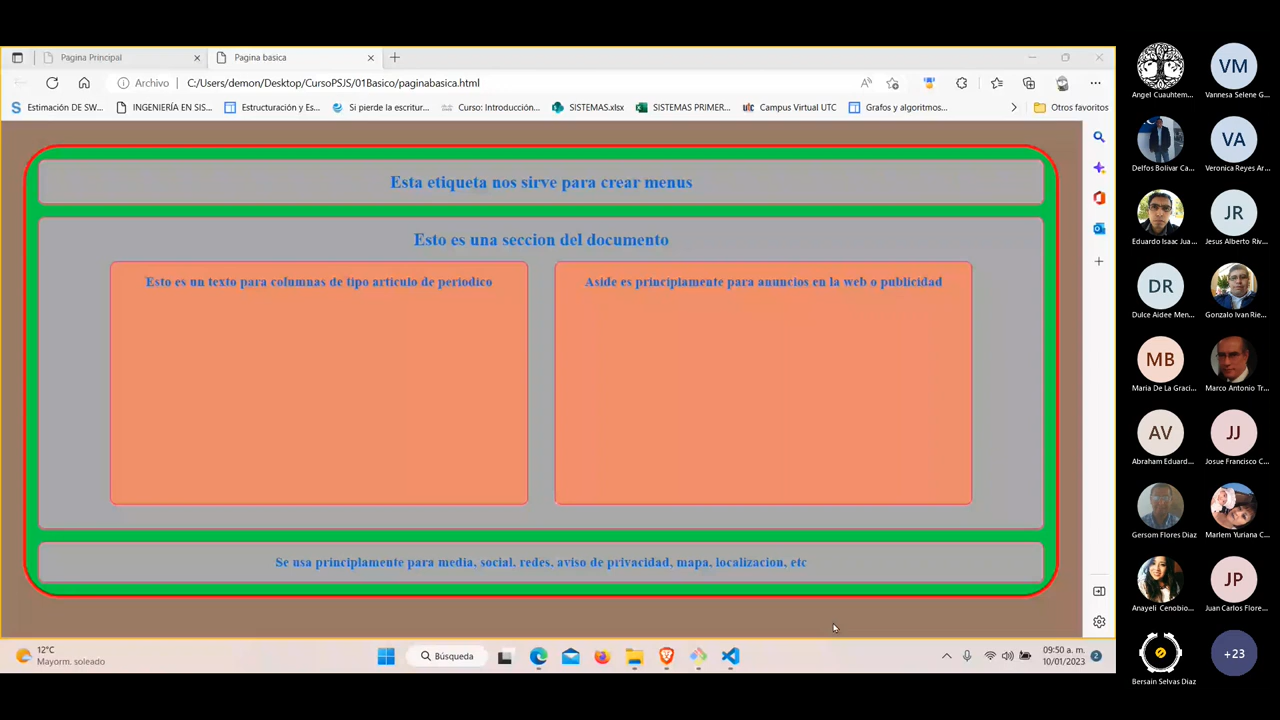 Pagina Principal
Pagina basica
Archivo
C:/Users/demon/Desktop/CursoPSJS/01Basico/paginabasica.html
Estimación DE SW...
INGENIERÍA EN SIS...
Estructuración y Es...
Si pierde la escritur...
Curso: Introducción...
SISTEMAS.xlsx
SISTEMAS PRIMER...
Campus Virtual UTC
Grafos y algoritmos...
Otros favoritos
Esta etiqueta nos sirve para crear menus
Esto es una seccion del documento
Esto es un texto para columnas de tipo articulo de periodico
Aside es principlamente para anuncios en la web o publicidad
Se usa principlamente para media, social, redes, aviso de privacidad, mapa, localizacion, etc
12°C
Mayorm. soleado
Búsqueda
09:50 a. m.
10/01/2023
2
Angel Cuauhtem...
VM
Vannesa Selene G...
Delfos Bolivar Ca...
VA
Veronica Reyes Ar...
Eduardo Isaac Jua...
JR
Jesus Alberto Riv...
DR
Dulce Aidee Men...
Gonzalo Ivan Rie...
MB
Maria De La Graci...
Marco Antonio Tr...
AV
Abraham Eduard...
JJ
Josue Francisco C...
Gersom Flores Diaz
Marlem Yuriana C...
Anayeli Cenobio...
JP
Juan Carlos Flore...
Bersain Selvas Diaz
+23